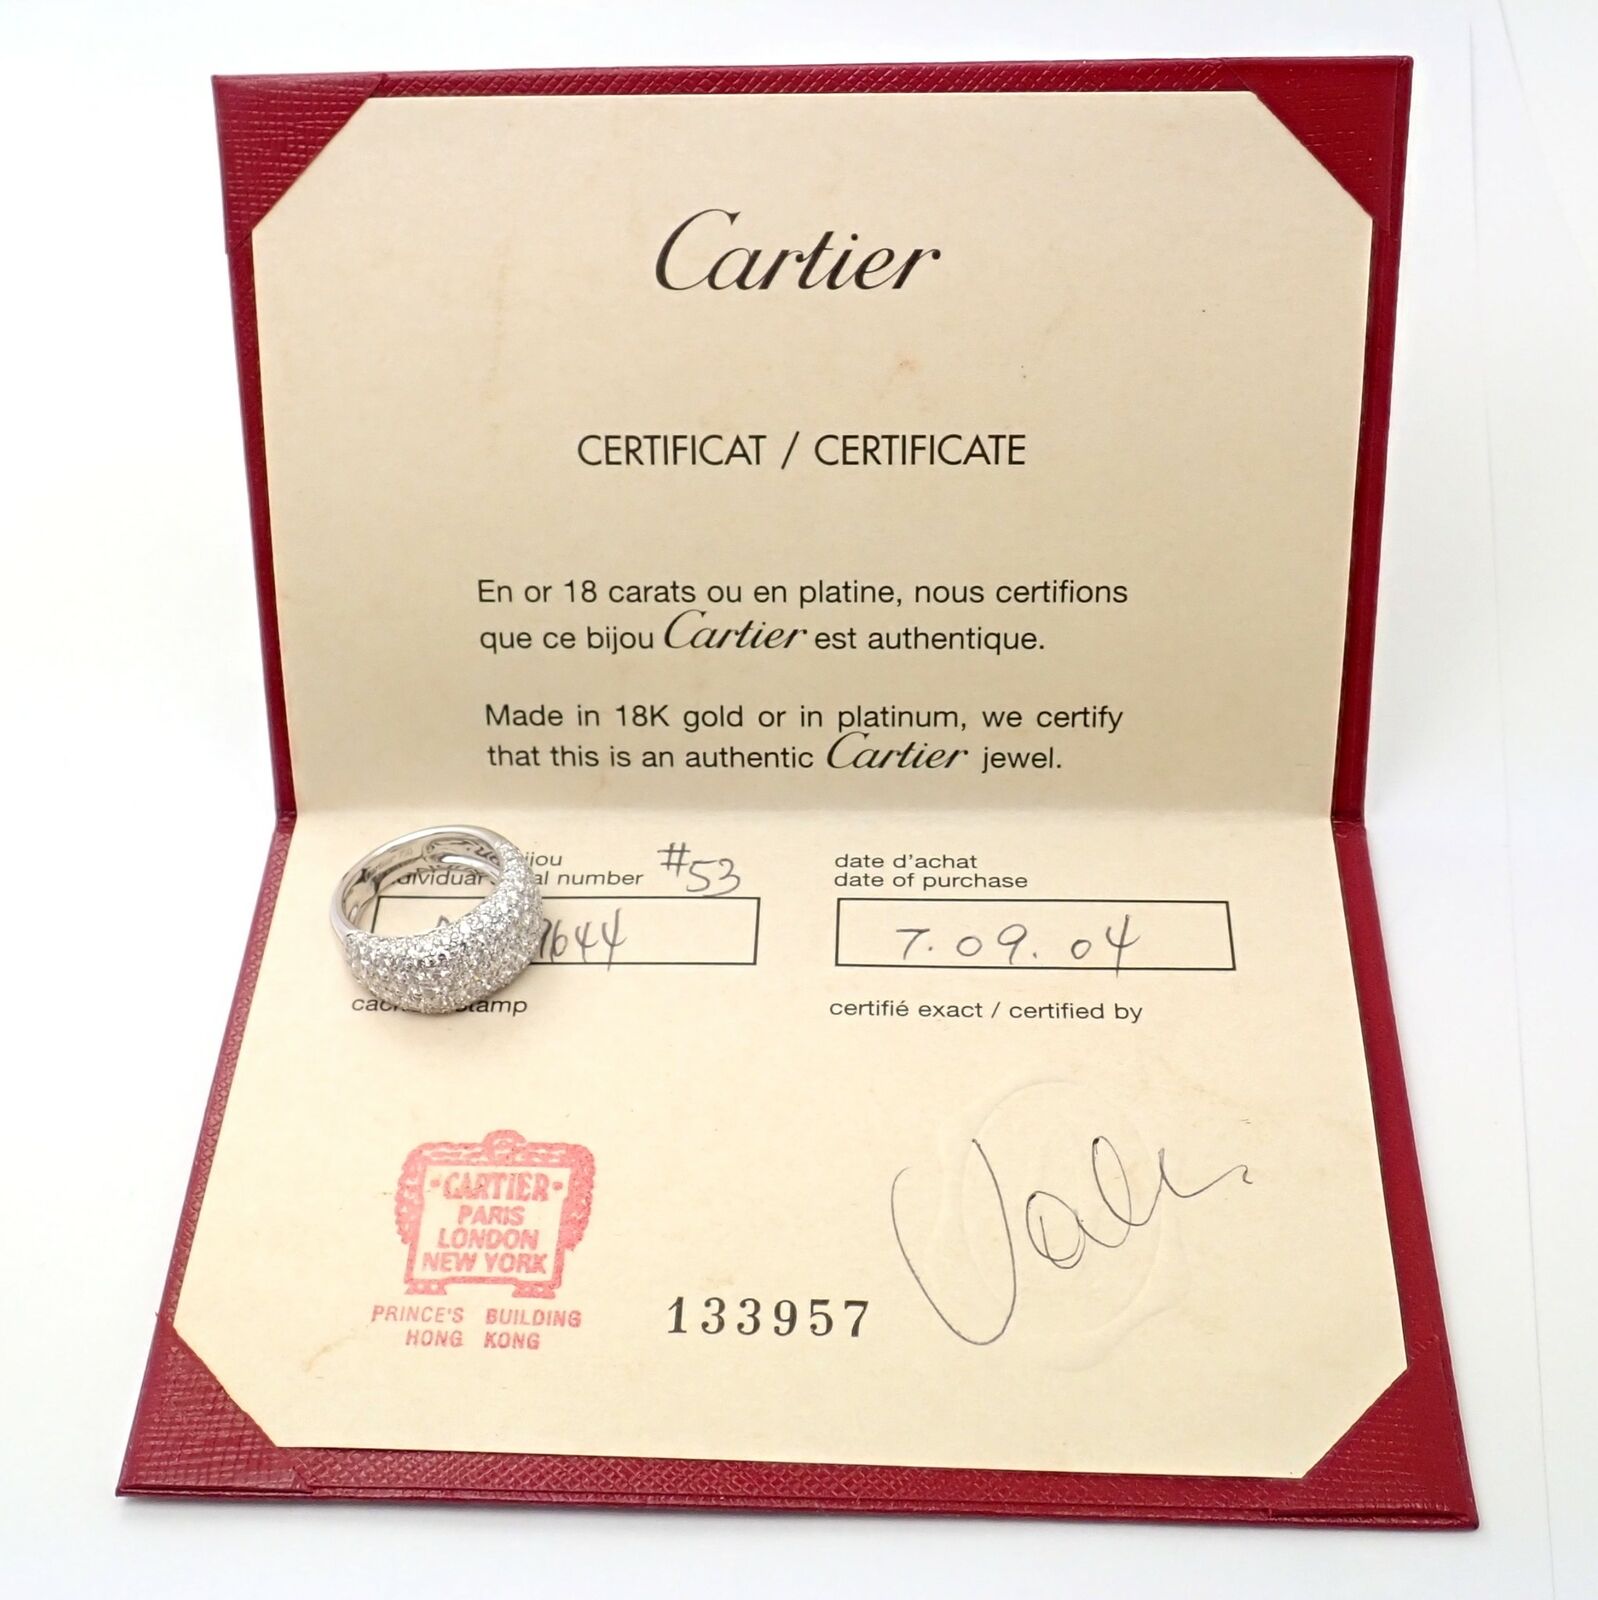 Cartier
CERTIFICAT / CERTIFICATE
En or 18 carats ou en platine, nous certifions
que ce bijou Cartier est authentique.
Made in 18K gold or in platinum, we certify
that this is an authentic Cartier jewel.
number #53
7644
date d'achat
date of purchase
7.09.04
certifié exact / certified by
CARTIER
PARIS
LONDON
NEW YORK
PRINCE'S BUILDING
HONG KONG
133957